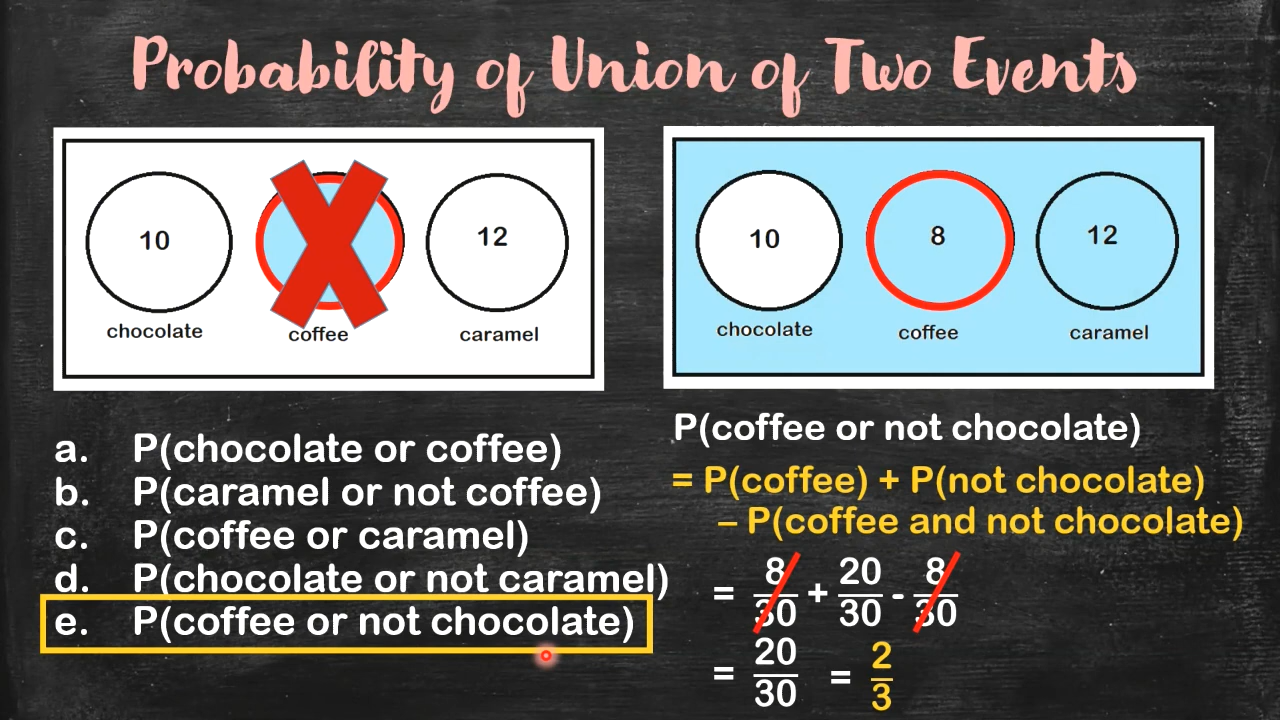 Probability of Union of Two Events
10
12
chocolate
coffee
caramel
10
8
12
chocolate
coffee
caramel
a. P(chocolate or coffee)
b. P(caramel or not coffee)
c. P(coffee or caramel)
d. P(chocolate or not caramel)
e. P(coffee or not chocolate)
P(coffee or not chocolate)
= P(coffee) + P(not chocolate)
– P(coffee and not chocolate)
= 8/30 + 20/30 - 8/30
= 20/30 = 2/3